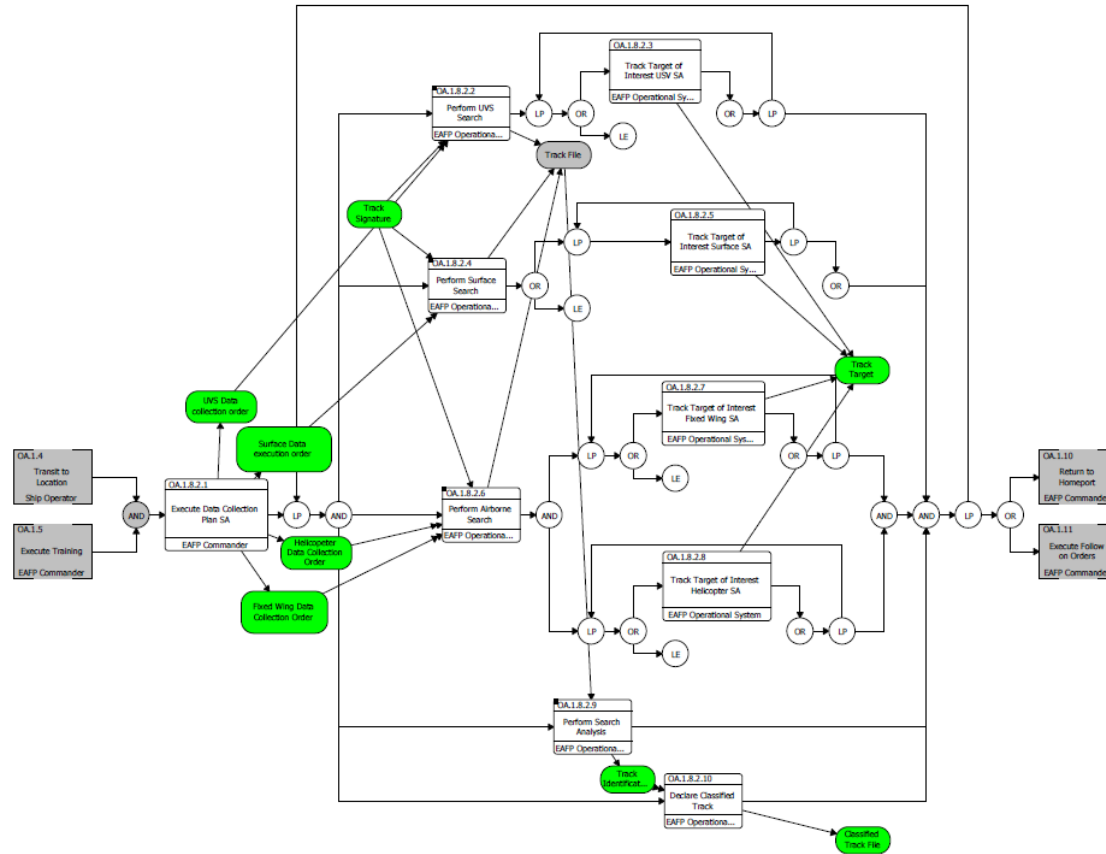 OA.1.8.2.3
Track Target of
Interest USV SA
EAFP Operational Sy...
OA.1.8.2.2
Perform UVS
Search
EAFP Operationa...
LP
OR
LE
OR
LP
Track File
Track
Signature
OA.1.8.2.5
Track Target of
Interest Surface SA
EAFP Operational Sy...
OA.1.8.2.4
Perform Surface
Search
EAFP Operationa...
OR
LP
LE
LP
OR
Track
Target
UVS Data
collection order
Surface Data
execution order
OA.1.8.2.7
Track Target of Interest
Fixed Wing SA
EAFP Operational Sys...
LP
OR
LE
OR
LP
OA.1.4
Transit to
Location
Ship Operator
OA.1.5
Execute Training
EAFP Commander
AND
OA.1.8.2.1
Execute Data Collection
Plan SA
EAFP Commander
LP
AND
OA.1.8.2.6
Perform Airborne
Search
EAFP Operationa...
AND
Helicopeter
Data Collection
Order
Fixed Wing Data
Collection Order
OA.1.8.2.8
Track Target of Interest
Helicopter SA
EAFP Operational System
LP
OR
LE
OR
LP
AND
AND
LP
OR
OA.1.10
Return to
Homeport
EAFP Commander
OA.1.11
Execute Follow
on Orders
EAFP Commander
OA.1.8.2.9
Perform Search
Analysis
EAFP Operationa...
Track
Identificat...
OA.1.8.2.10
Declare Classified
Track
EAFP Operationa...
Classified
Track File